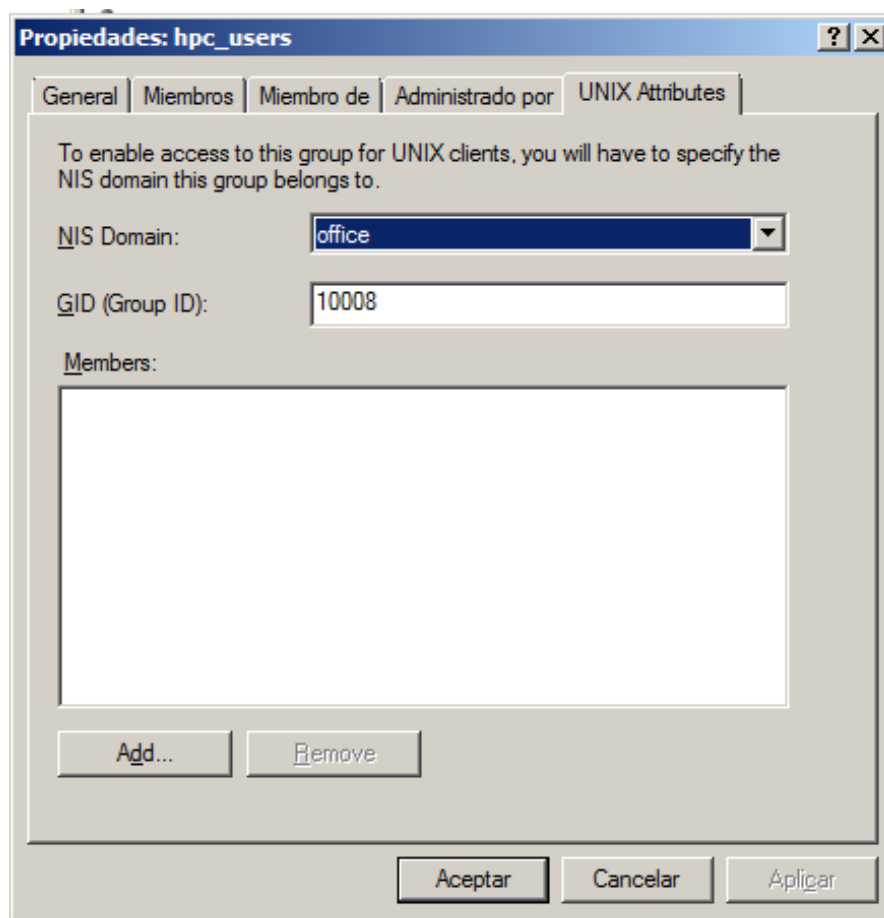 Propiedades: hpc_users
General Miembros Miembro de Administrado por UNIX Attributes
To enable access to this group for UNIX clients, you will have to specify the
NIS domain this group belongs to.
NIS Domain: office
GID (Group ID): 10008
Members:
Add... Remove
Aceptar Cancelar Aplicar